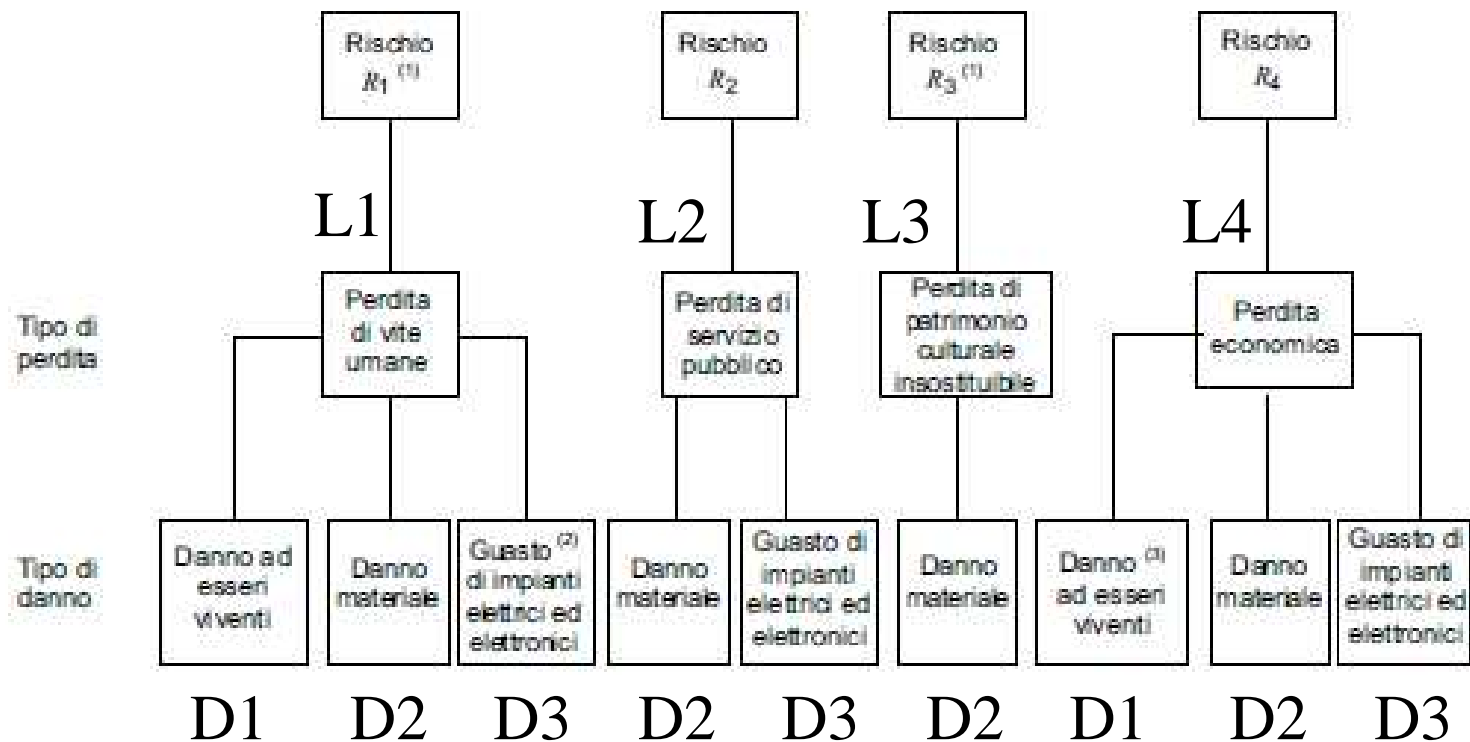 Rischio
R1 (1)
Rischio
R2
Rischio
R3 (1)
Rischio
R4
L1
L2
L3
L4
Tipo di
perdita
Perdita
di vite
umane
Perdita di
servizio
pubblico
Perdita di
patrimonio
culturale
insostituibile
Perdita
economica
Tipo di
danno
Danno ad
esseri
viventi
Danno
materiale
Guasto (2)
di impianti
elettrici ed
elettronici
Danno
materiale
Guasto di
impianti
elettrici ed
elettronici
Danno
materiale
Danno (3)
ad esseri
viventi
Danno
materiale
Guasto di
impianti
elettrici ed
elettronici
D1
D2
D3
D2
D3
D2
D1
D2
D3